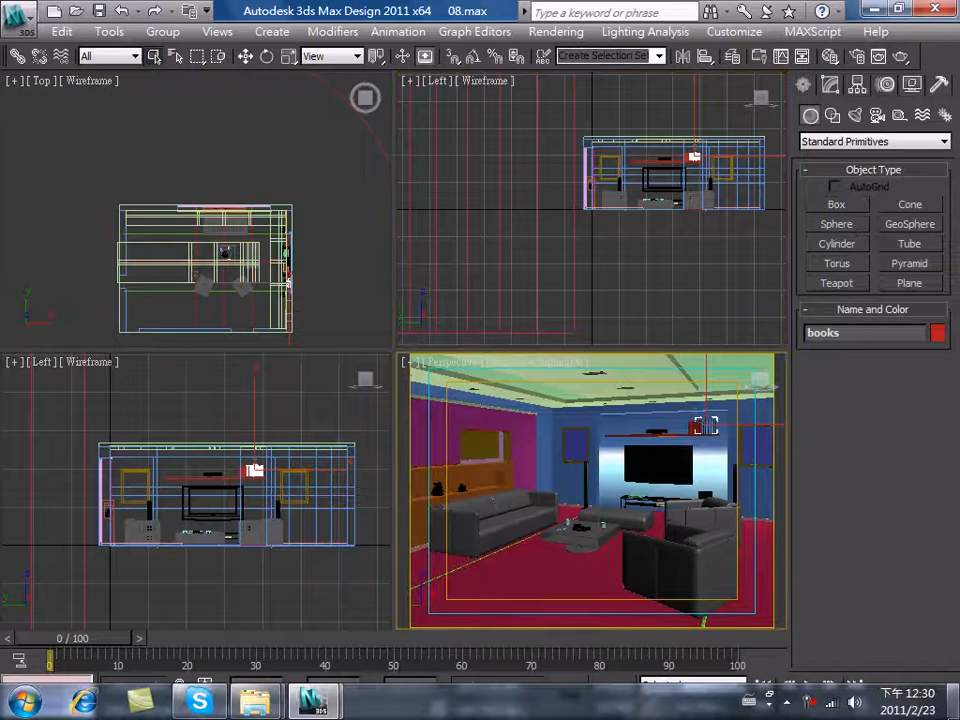 Autodesk 3ds Max Design 2011 x64 08.max
Type a keyword or phrase
3DS
Edit Tools Group Views Create Modifiers Animation Graph Editors Rendering Lighting Analysis Customize MAXScript Help
All
View
Create Selection Se
[+][Top][Wireframe]
[+][Left][Wireframe]
Standard Primitives
Object Type
AutoGrid
Box Cone
Sphere GeoSphere
Cylinder Tube
Torus Pyramid
Teapot Plane
Name and Color
books
[+][Left][Wireframe]
0 / 100
0 10 20 30 40 50 60 70 80 90 100
下午 12:30
2011/2/23